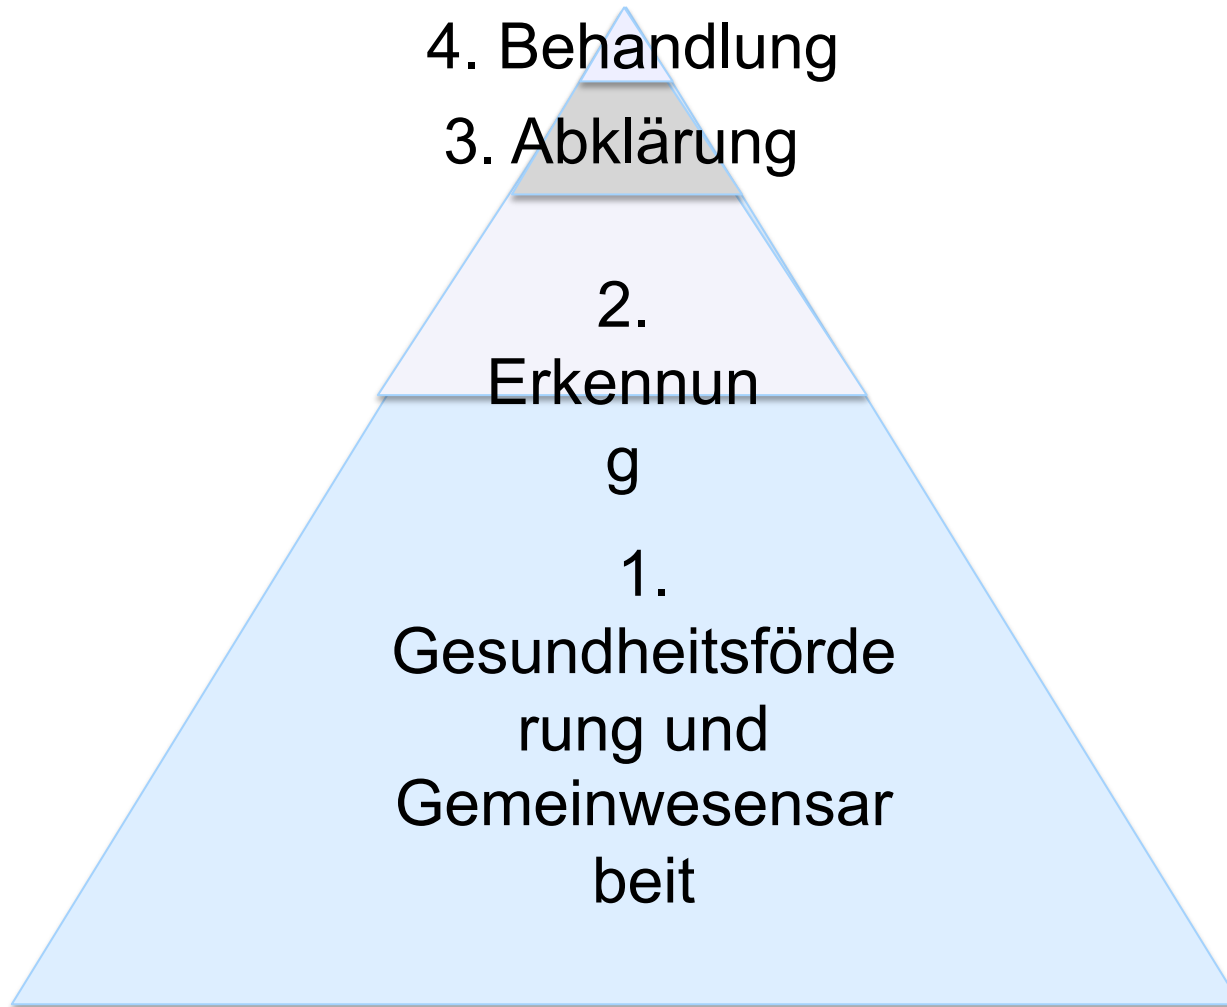 4. Behandlung
3. Abklärung
2.
Erkennun
g
1.
Gesundheitsförde
rung und
Gemeinwesensar
beit